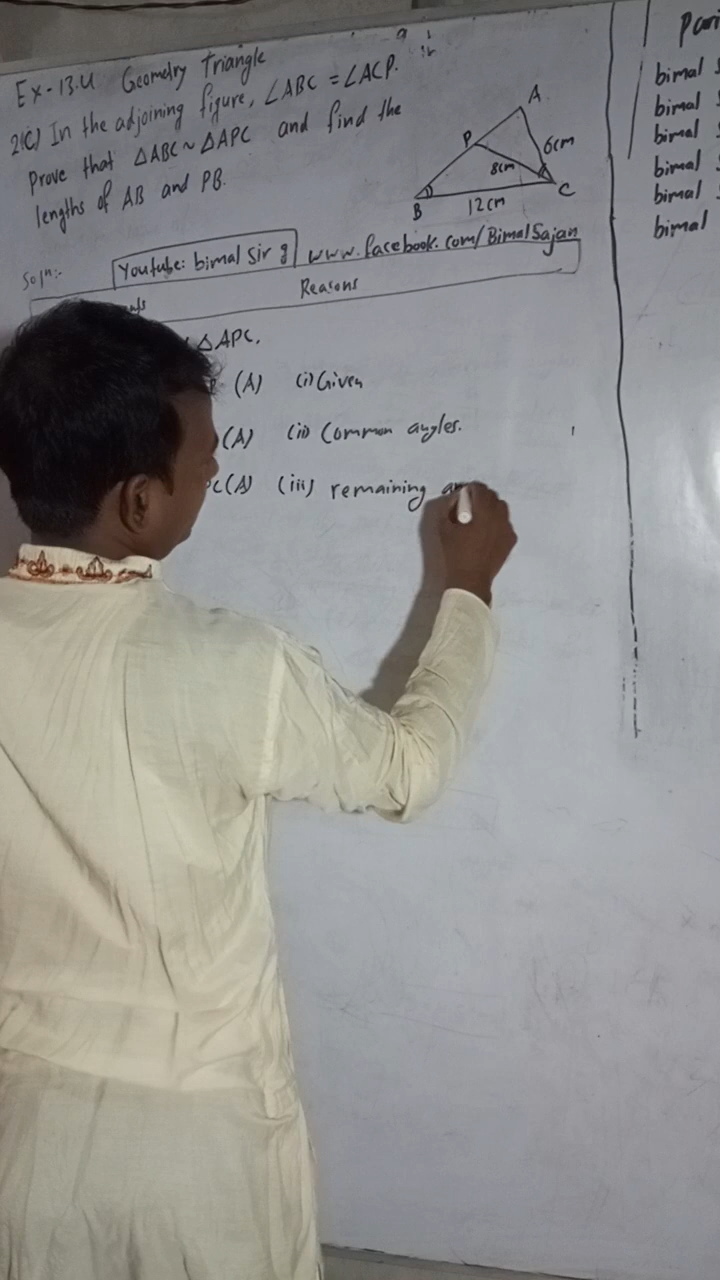 Ex-13.4 Geometry Triangle
2(C) In the adjoining figure, ∠ABC = ∠ACP.
Prove that △ABC ~ △APC and find the
lengths of AB and PB.
A
P
6cm
8cm
B
C
12cm
Soln:-
Youtube: bimal sir g
www.facebook.com/BimalSajan
Reasons
△APC.
(A) (i) Given
(A) (ii) Common angles.
C(A) (iii) remaining
bimal
bimal
bimal
bimal
bimal
bimal